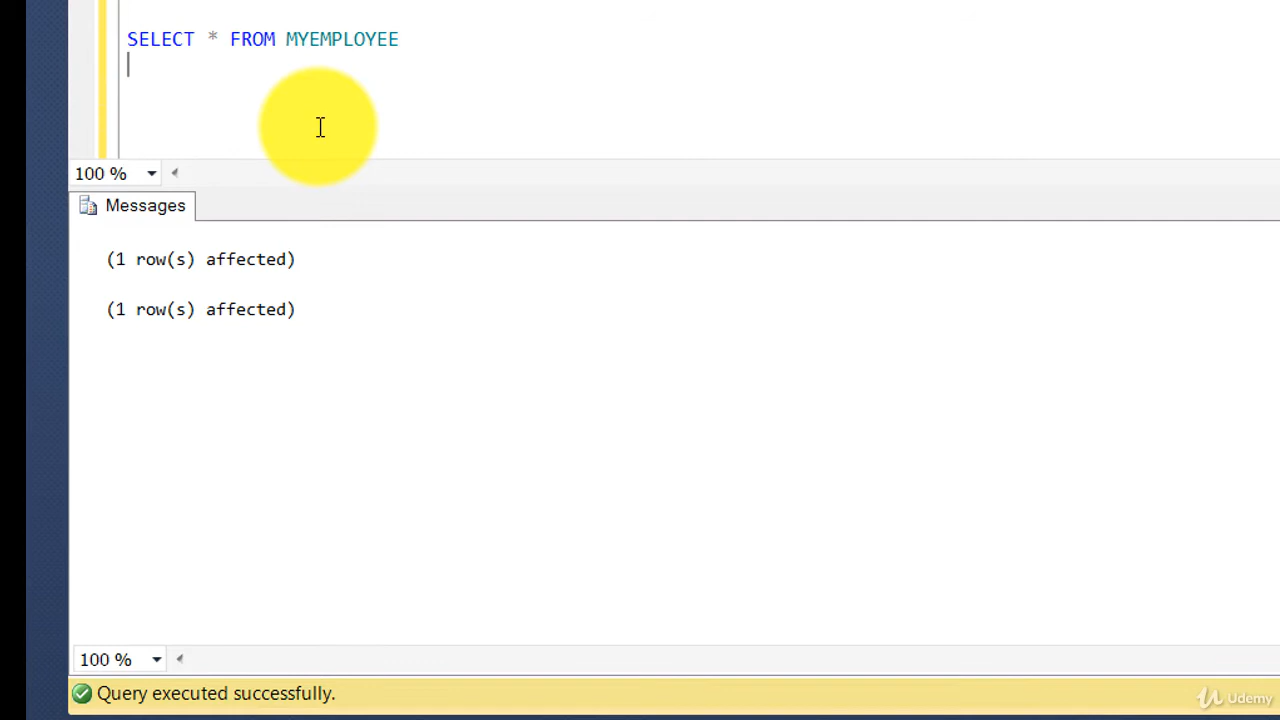 SELECT * FROM MYEMPLOYEE
100 %
Messages
(1 row(s) affected)
(1 row(s) affected)
100 %
Query executed successfully.
Udemy